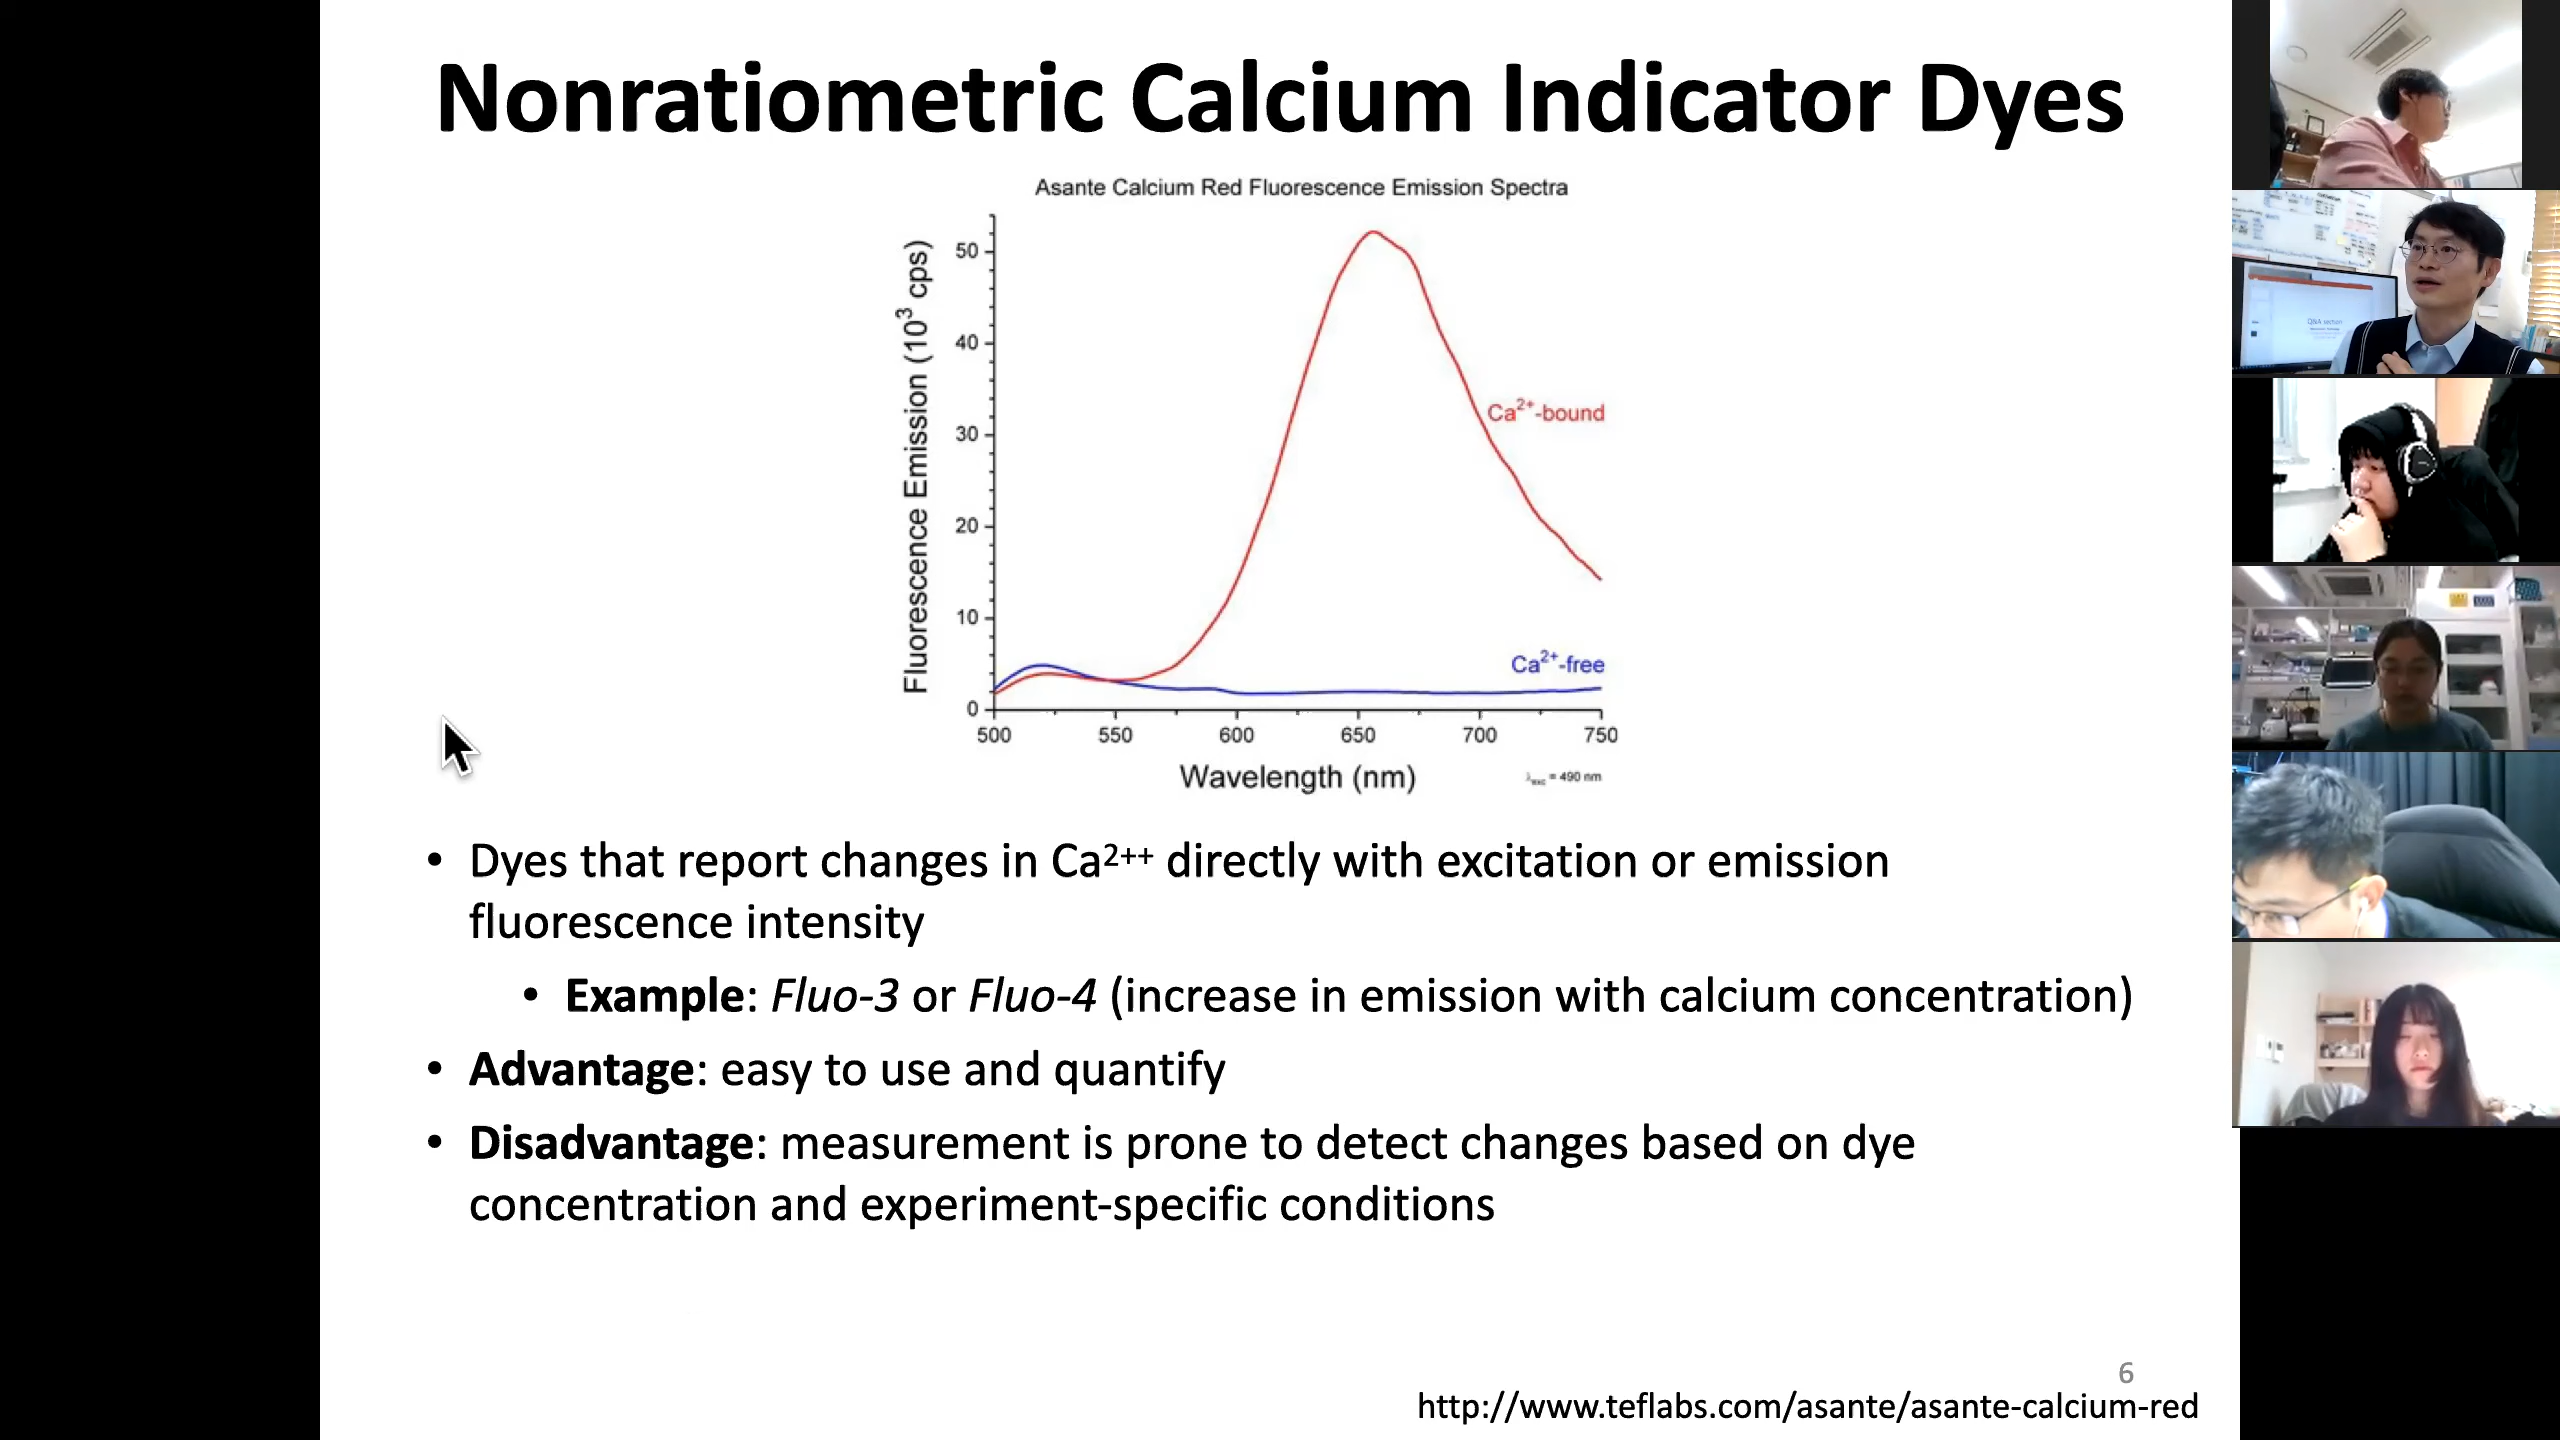 Nonratiometric Calcium Indicator Dyes
Asante Calcium Red Fluorescence Emission Spectra
Fluorescence Emission (10³ cps)
50
40
30
20
10
0
Ca²⁺-bound
Ca²⁺-free
500 550 600 650 700 750
Wavelength (nm)
λexc = 490 nm
• Dyes that report changes in Ca²⁺⁺ directly with excitation or emission
fluorescence intensity
• Example: Fluo-3 or Fluo-4 (increase in emission with calcium concentration)
• Advantage: easy to use and quantify
• Disadvantage: measurement is prone to detect changes based on dye
concentration and experiment-specific conditions
6
http://www.teflabs.com/asante/asante-calcium-red
Q&A section